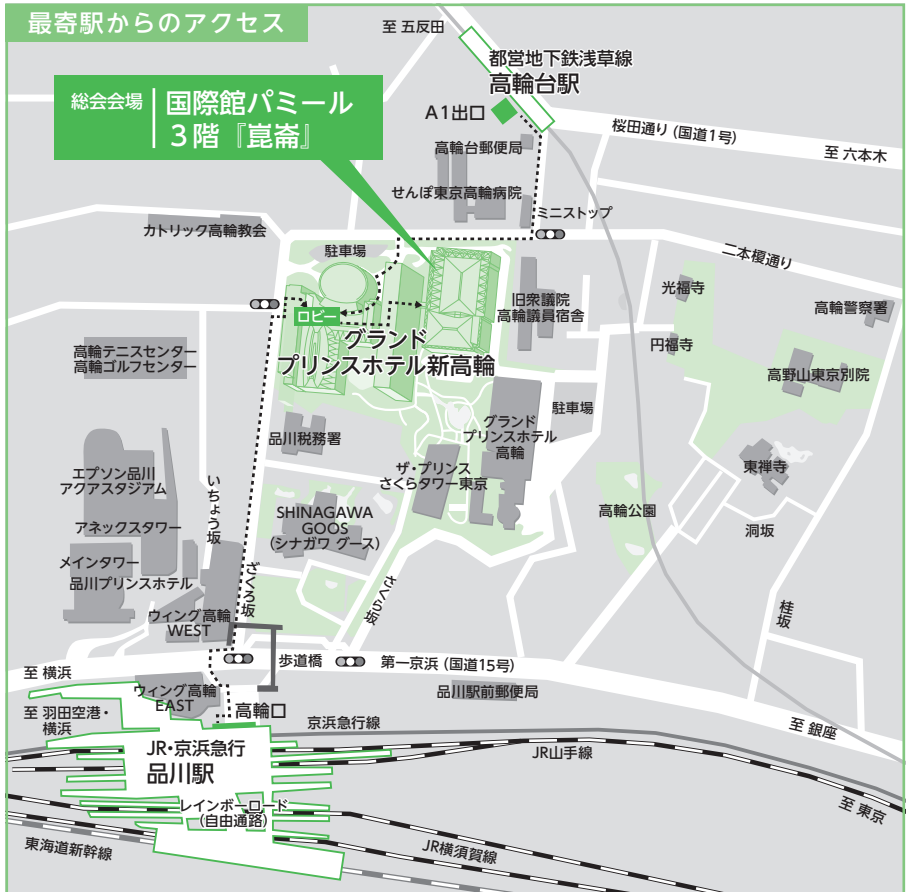 最寄駅からのアクセス
至 五反田
都営地下鉄浅草線
高輪台駅
総会会場
国際館パミール
3階『崑崙』
A1出口
桜田通り(国道1号)
至 六本木
高輪台郵便局
せんぽ東京高輪病院
ミニストップ
カトリック高輪教会
駐車場
二本榎通り
旧衆議院
高輪議員宿舎
光福寺
高輪警察署
ロビー
グランド
プリンスホテル新高輪
円福寺
高輪テニスセンター
高輪ゴルフセンター
高野山東京別院
駐車場
品川税務署
グランド
プリンスホテル
高輪
ザ・プリンス
さくらタワー東京
東禅寺
エプソン品川
アクアスタジアム
いちょう坂
SHINAGAWA
GOOS
(シナガワ グース)
高輪公園
アネックスタワー
洞坂
メインタワー
品川プリンスホテル
ざくろ坂
さくら坂
桂坂
ウィング高輪
WEST
歩道橋
第一京浜(国道15号)
至 横浜
ウィング高輪
EAST
品川駅前郵便局
至 羽田空港・
横浜
高輪口
京浜急行線
至 銀座
JR・京浜急行
品川駅
JR山手線
レインボーロード
(自由通路)
至 東京
東海道新幹線
JR横須賀線